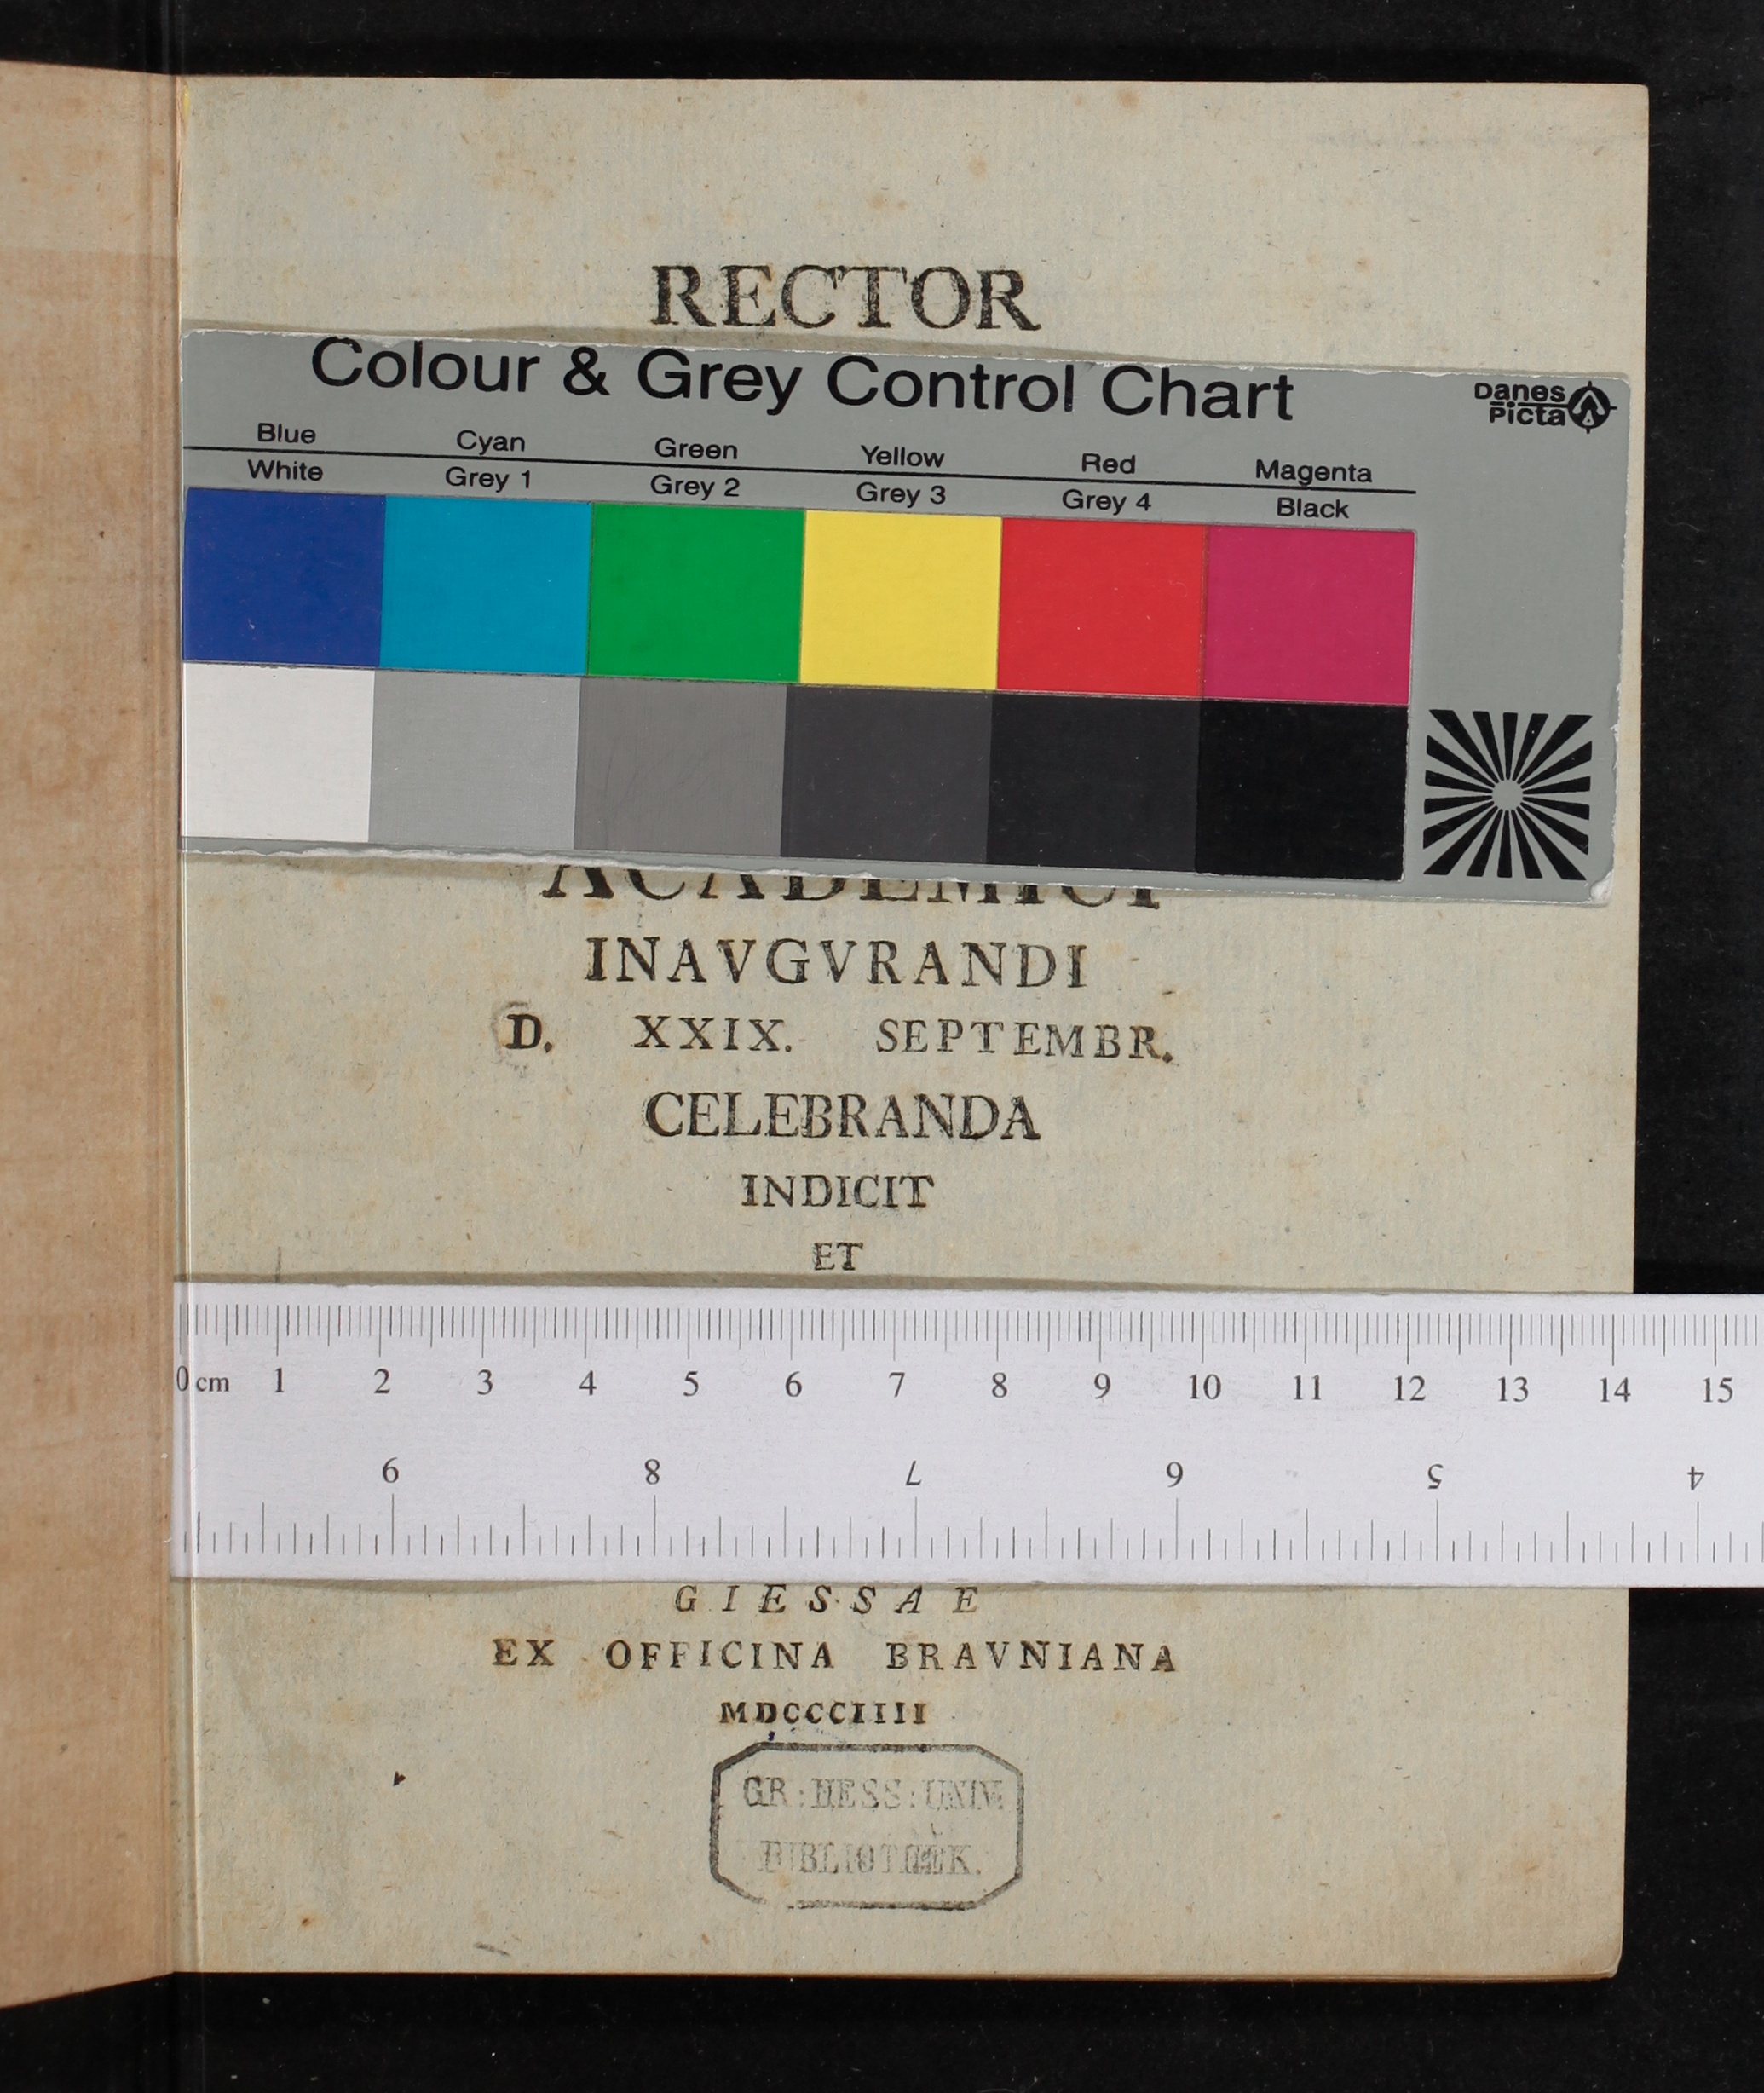 RECTOR
Colour & Grey Control Chart
Danes
Picta
Blue Cyan Green Yellow Red Magenta
White Grey 1 Grey 2 Grey 3 Grey 4 Black
ACADEMICI
INAVGVRANDI
D. XXIX. SEPTEMBR.
CELEBRANDA
INDICIT
ET
0 cm 1 2 3 4 5 6 7 8 9 10 11 12 13 14 15
9 8 7 6 5 4
GIESSAE
EX OFFICINA BRAVNIANA
MDCCCIIII
GR: HESS: UNIV.
BIBLIOTHEK.